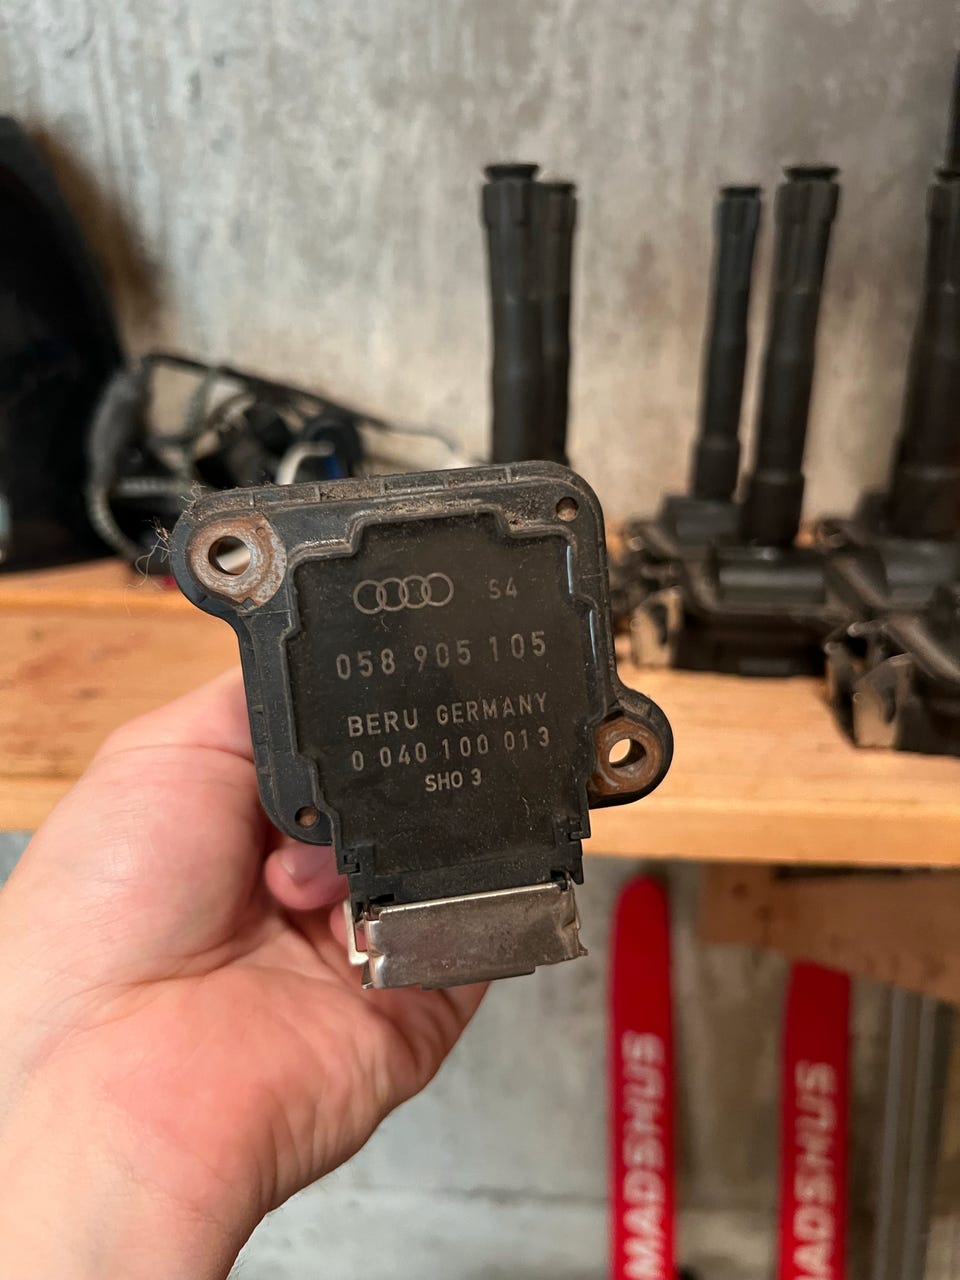 S4
058 905 105
BERU GERMANY
0 040 100 013
SHO 3
MADSHUS
MADSHUS